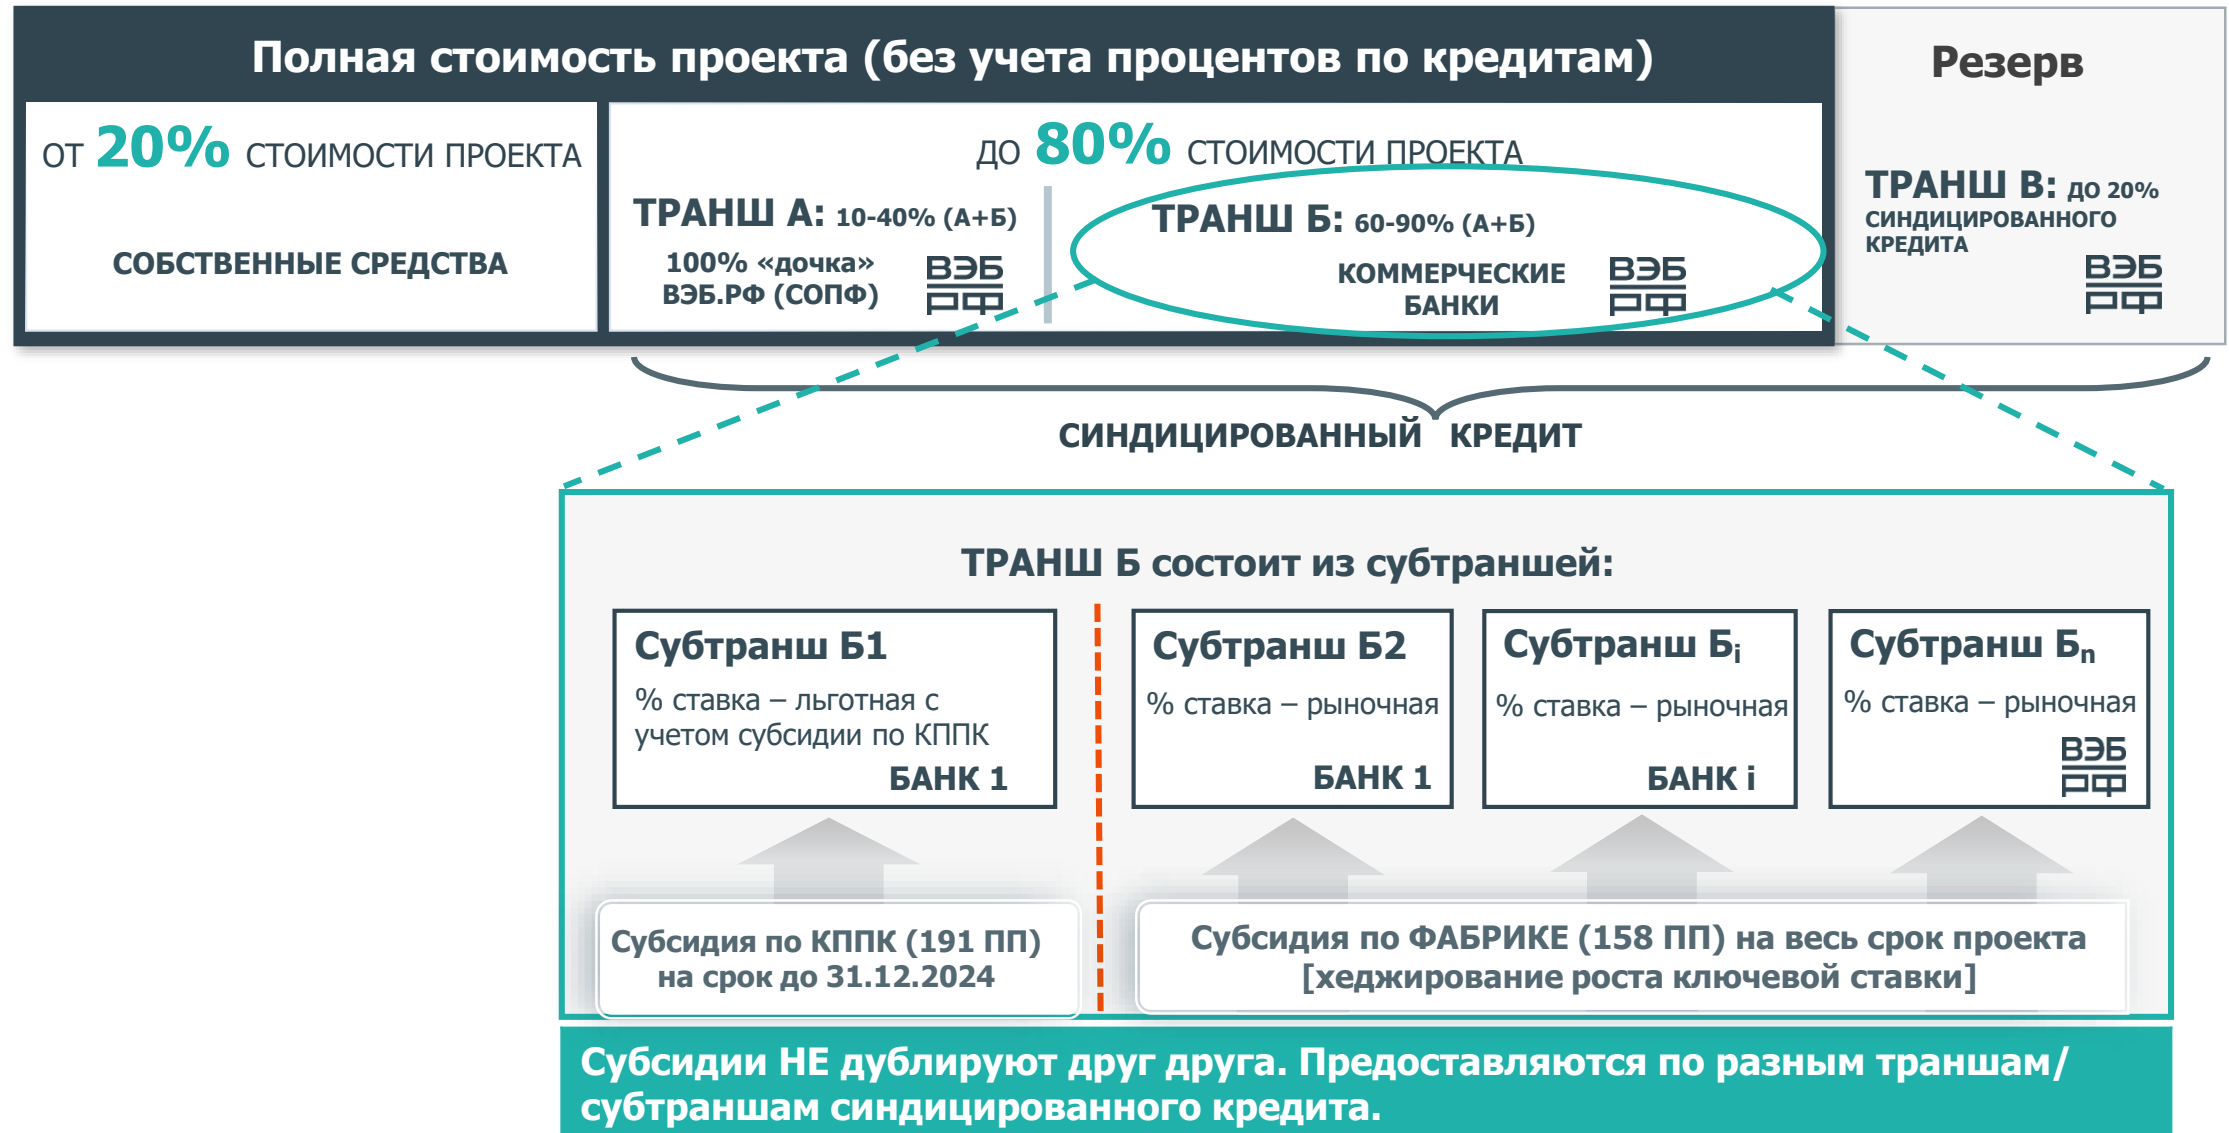 Полная стоимость проекта (без учета процентов по кредитам)
Резерв
ОТ 20% СТОИМОСТИ ПРОЕКТА
СОБСТВЕННЫЕ СРЕДСТВА
ДО 80% СТОИМОСТИ ПРОЕКТА
ТРАНШ А: 10-40% (А+Б)
100% «дочка»
ВЭБ.РФ (СОПФ)
ВЭБ
РФ
ТРАНШ Б: 60-90% (А+Б)
КОММЕРЧЕСКИЕ
БАНКИ
ВЭБ
РФ
ТРАНШ В: ДО 20%
СИНДИЦИРОВАННОГО
КРЕДИТА
ВЭБ
РФ
СИНДИЦИРОВАННЫЙ КРЕДИТ
ТРАНШ Б состоит из субтраншей:
Субтранш Б1
% ставка – льготная с
учетом субсидии по КППК
БАНК 1
Субтранш Б2
% ставка – рыночная
БАНК 1
Субтранш Бi
% ставка – рыночная
БАНК i
Субтранш Бn
% ставка – рыночная
ВЭБ
РФ
Субсидия по КППК (191 ПП)
на срок до 31.12.2024
Субсидия по ФАБРИКЕ (158 ПП) на весь срок проекта
[хеджирование роста ключевой ставки]
Субсидии НЕ дублируют друг друга. Предоставляются по разным траншам/
субтраншам синдицированного кредита.